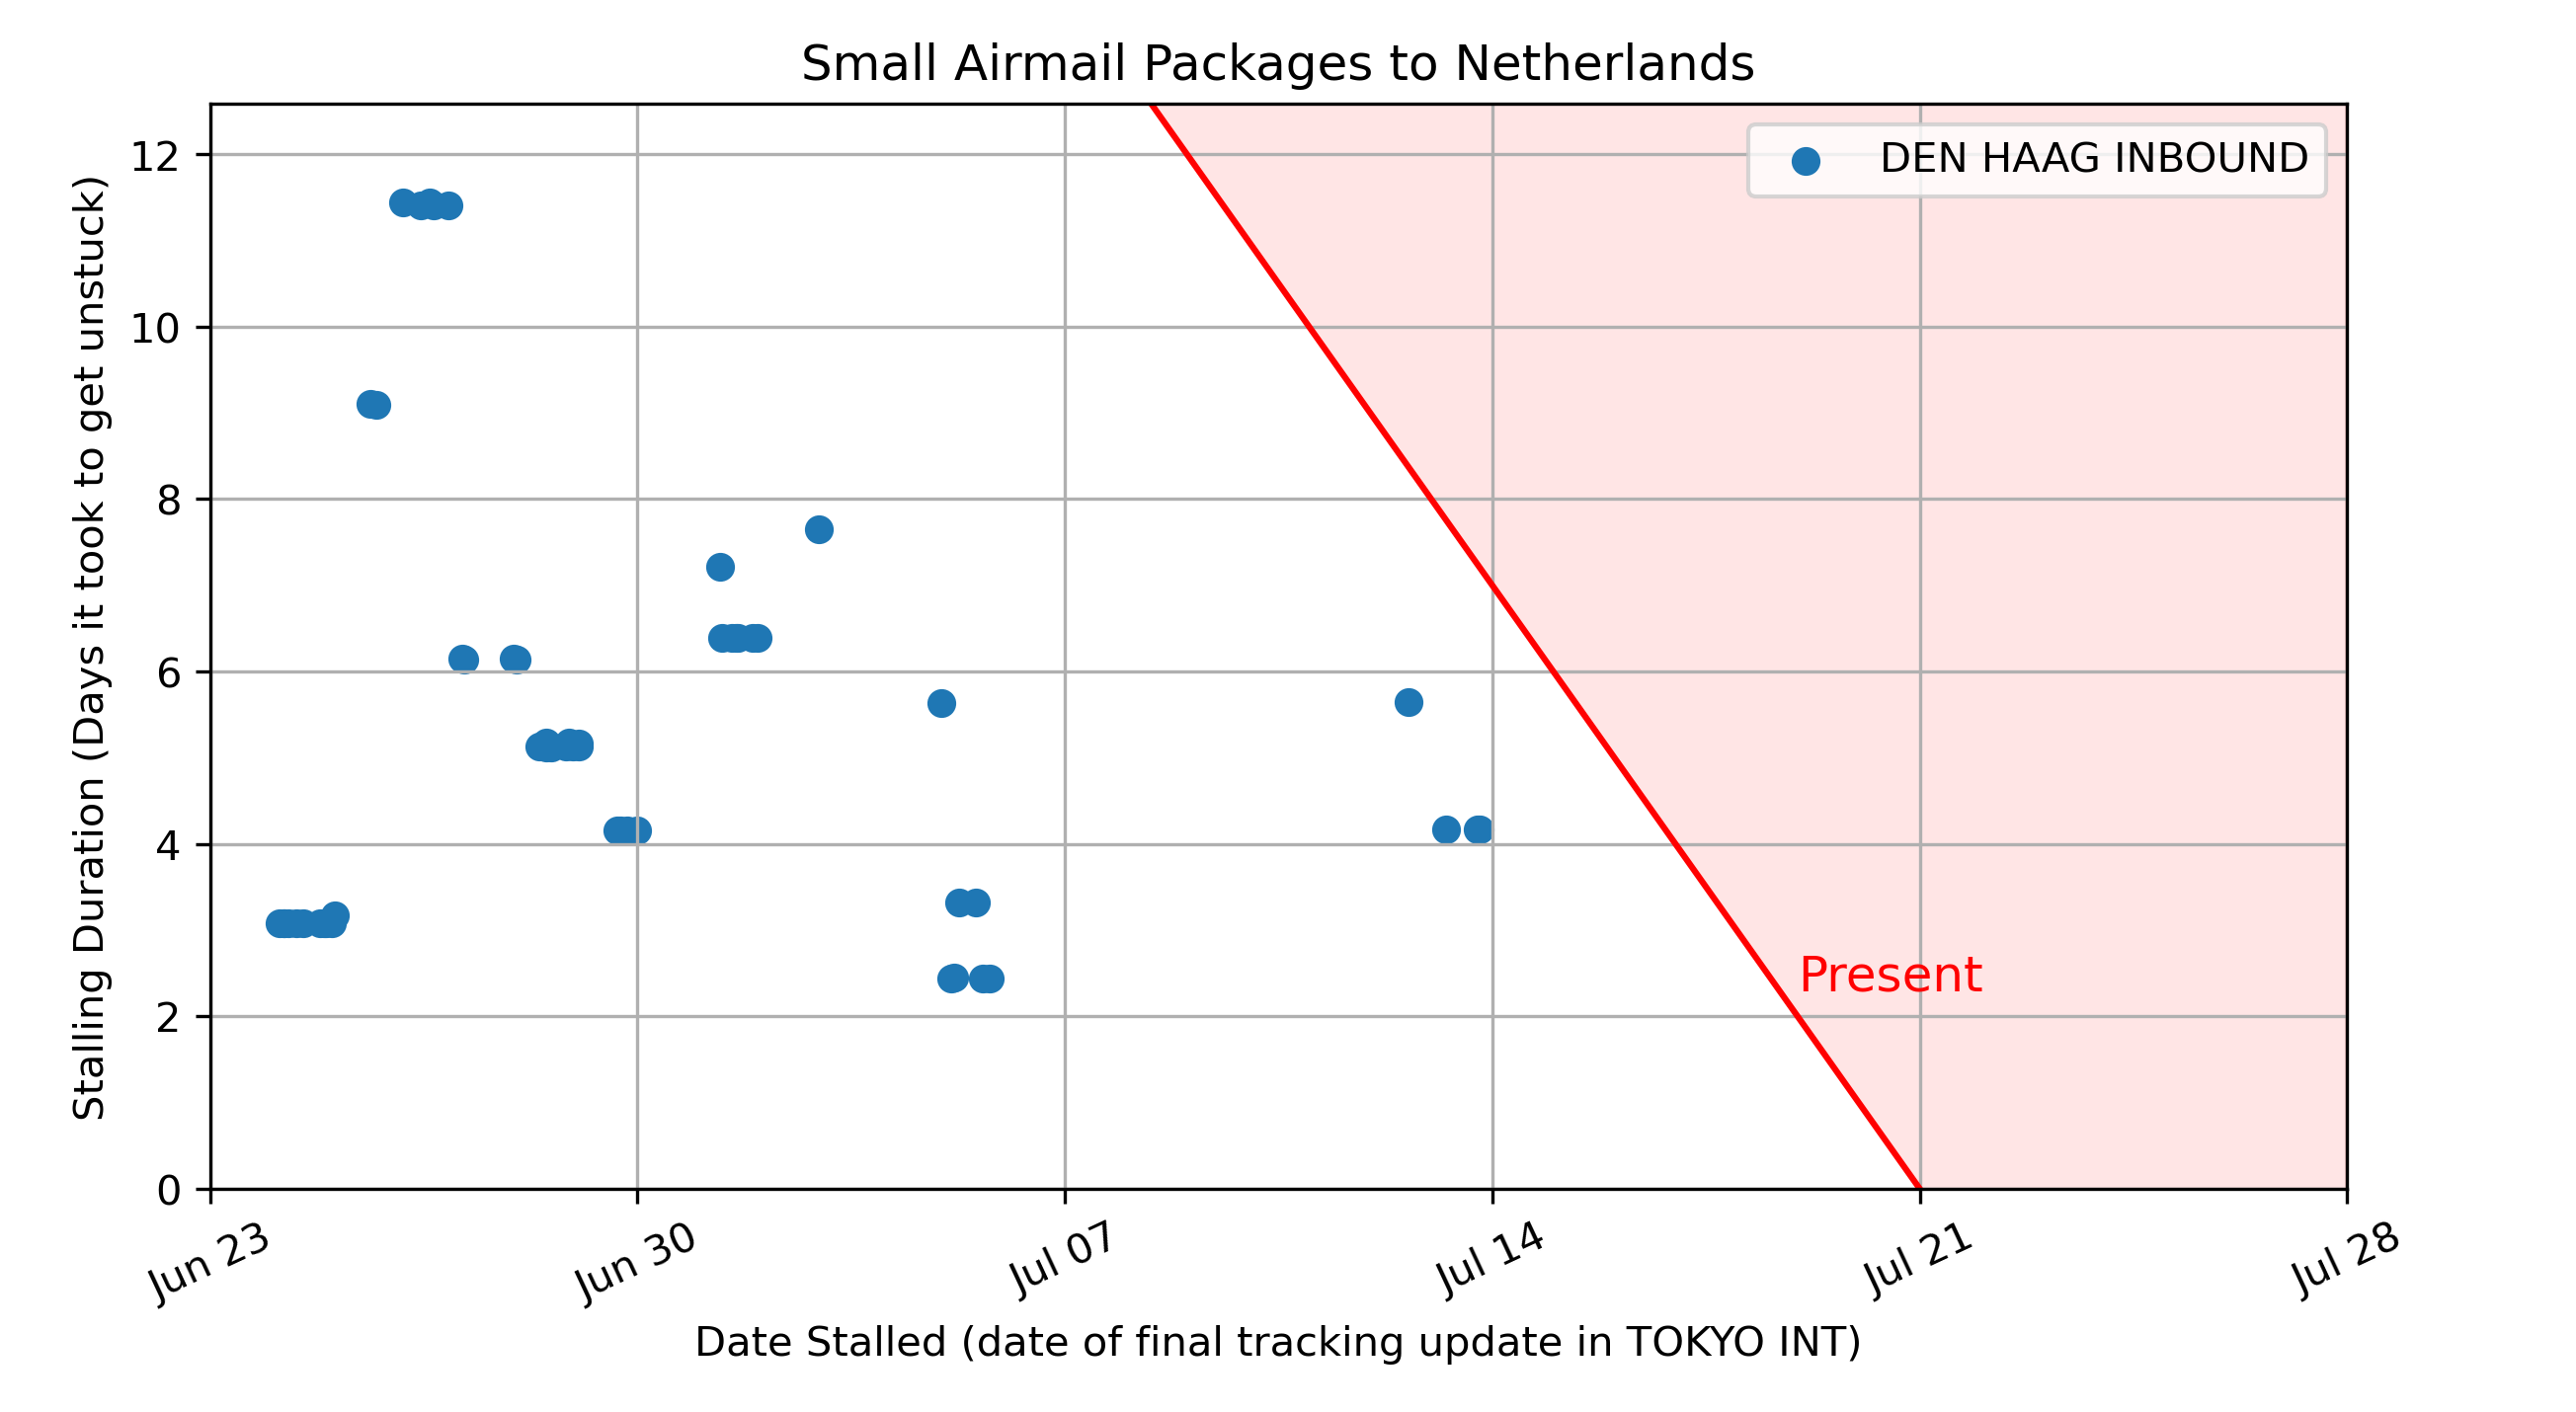 Small Airmail Packages to Netherlands
DEN HAAG INBOUND
Stalling Duration (Days it took to get unstuck)
12
10
8
6
4
2
0
Present
Jun 23
Jun 30
Jul 07
Jul 14
Jul 21
Jul 28
Date Stalled (date of final tracking update in TOKYO INT)